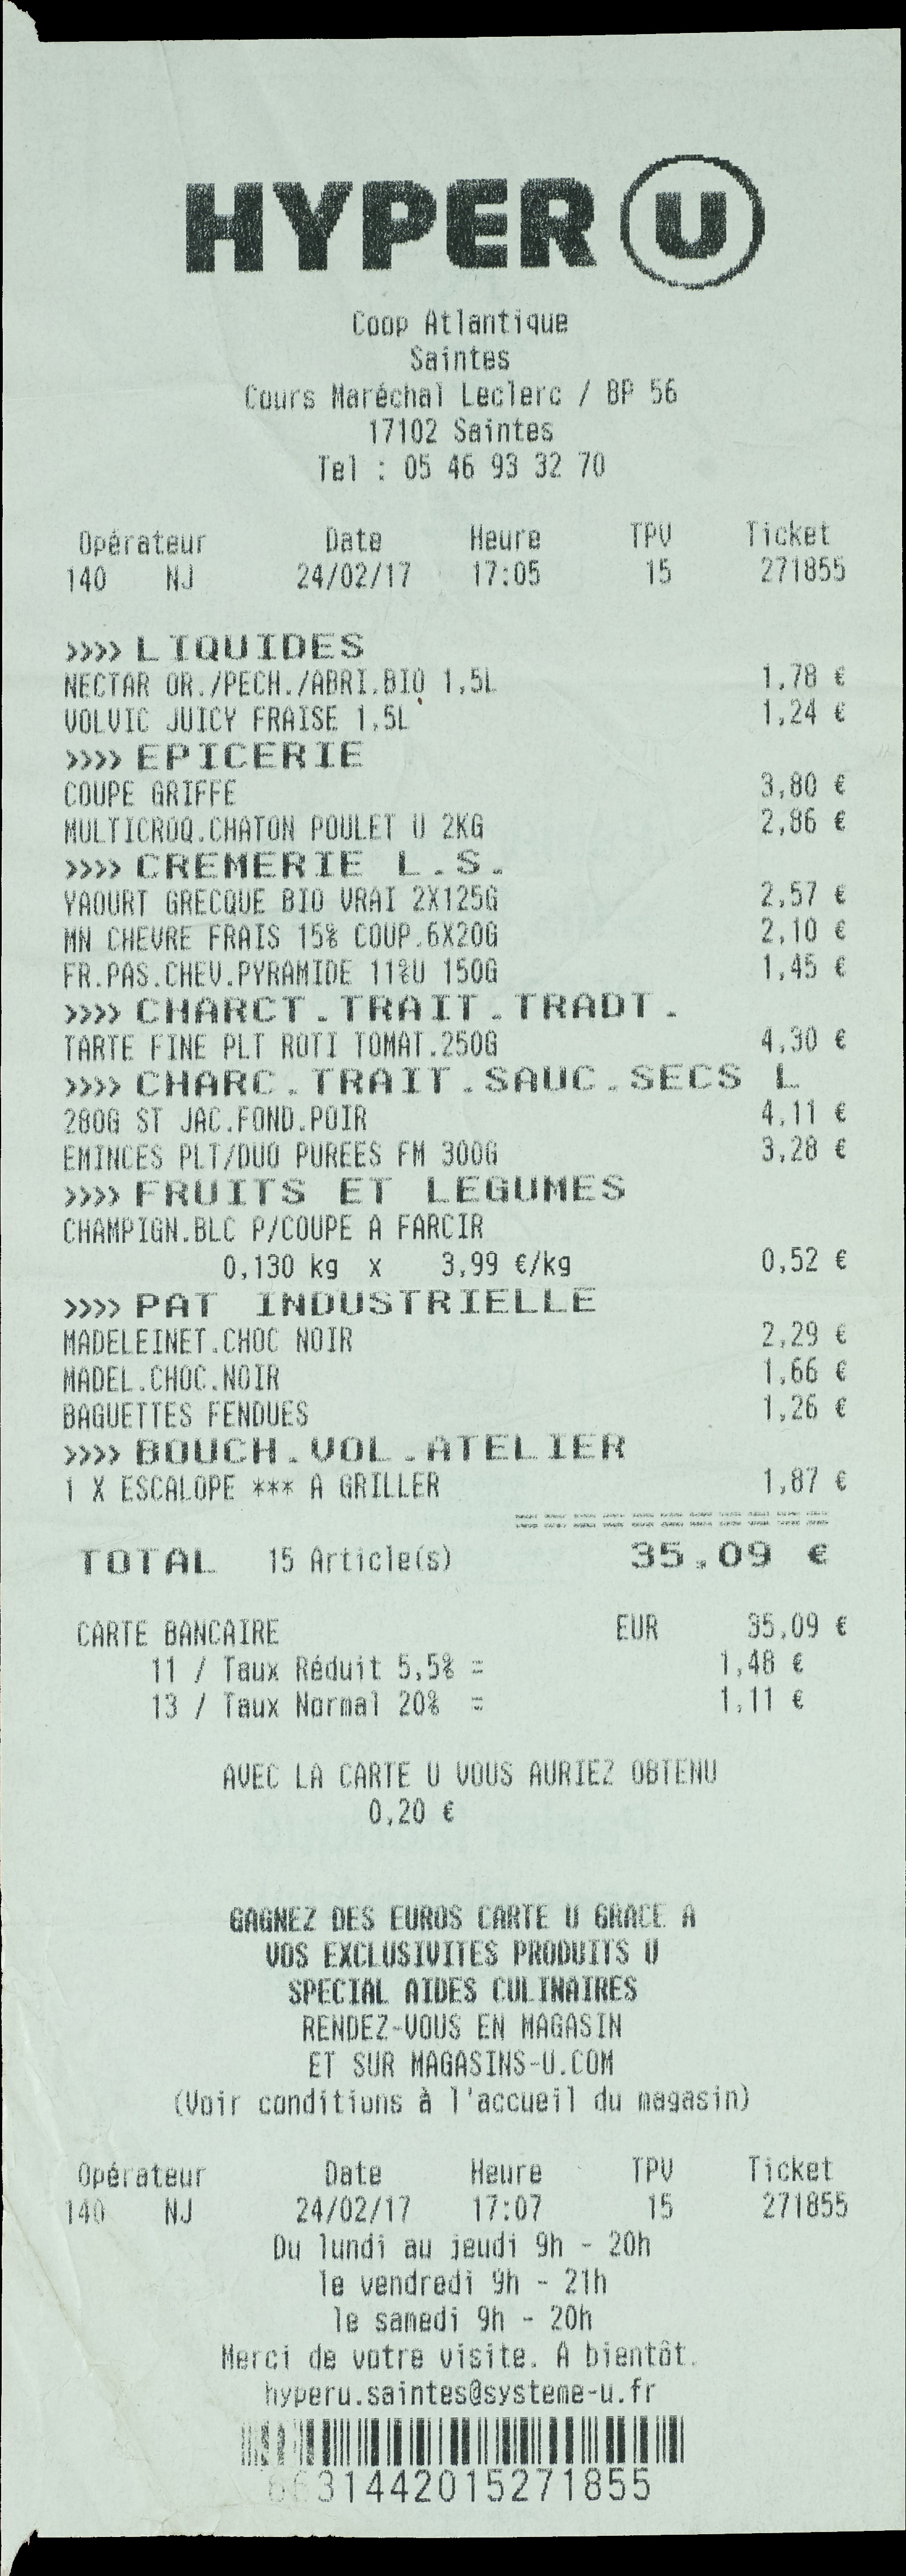 HYPER U
Coop Atlantique
Saintes
Cours Maréchal Leclerc / BP 56
17102 Saintes
Tel : 05 46 93 32 70
Opérateur Date Heure TPV Ticket
140 NJ 24/02/17 17:05 15 271855
>>>> LIQUIDES
NECTAR OR./PECH./ABRI.BIO 1,5L 1,78 €
VOLVIC JUICY FRAISE 1,5L 1,24 €
>>>> EPICERIE
COUPE GRIFFE 3,80 €
MULTICROQ.CHATON POULET U 2KG 2,86 €
>>>> CREMERIE L.S.
YAOURT GRECQUE BIO VRAI 2X125G 2,57 €
MN CHEVRE FRAIS 15% COUP.6X20G 2,10 €
FR.PAS.CHEV.PYRAMIDE 11%U 150G 1,45 €
>>>> CHARCT.TRAIT.TRADT.
TARTE FINE PLT ROTI TOMAT.250G 4,30 €
>>>> CHARC.TRAIT.SAUC.SECS L
280G ST JAC.FOND.POIR 4,11 €
EMINCES PLT/DUO PUREES FM 300G 3,28 €
>>>> FRUITS ET LEGUMES
CHAMPIGN.BLC P/COUPE A FARCIR
0,130 kg x 3,99 €/kg 0,52 €
>>>> PAT INDUSTRIELLE
MADELEINET.CHOC NOIR 2,29 €
MADEL.CHOC.NOIR 1,66 €
BAGUETTES FENDUES 1,26 €
>>>> BOUCH.VOL.ATELIER
1 X ESCALOPE *** A GRILLER 1,87 €
===========
TOTAL 15 Article(s) 35.09 €
CARTE BANCAIRE EUR 35,09 €
11 / Taux Réduit 5,5% = 1,48 €
13 / Taux Normal 20% = 1,11 €
AVEC LA CARTE U VOUS AURIEZ OBTENU
0,20 €
GAGNEZ DES EUROS CARTE U GRACE A
VOS EXCLUSIVITES PRODUITS U
SPECIAL AIDES CULINAIRES
RENDEZ-VOUS EN MAGASIN
ET SUR MAGASINS-U.COM
(Voir conditions à l'accueil du magasin)
Opérateur Date Heure TPV Ticket
140 NJ 24/02/17 17:07 15 271855
Du lundi au jeudi 9h - 20h
le vendredi 9h - 21h
le samedi 9h - 20h
Merci de votre visite. A bientôt.
hyperu.saintes@systeme-u.fr
6631442015271855